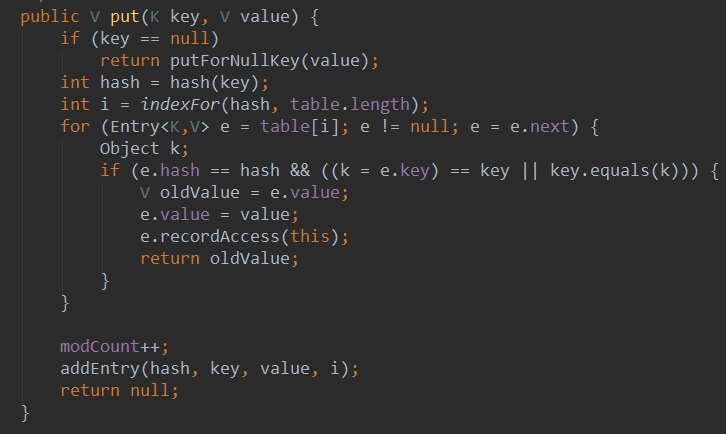 public V put(K key, V value) {
    if (key == null)
        return putForNullKey(value);
    int hash = hash(key);
    int i = indexFor(hash, table.length);
    for (Entry<K,V> e = table[i]; e != null; e = e.next) {
        Object k;
        if (e.hash == hash && ((k = e.key) == key || key.equals(k))) {
            V oldValue = e.value;
            e.value = value;
            e.recordAccess(this);
            return oldValue;
        }
    }

    modCount++;
    addEntry(hash, key, value, i);
    return null;
}